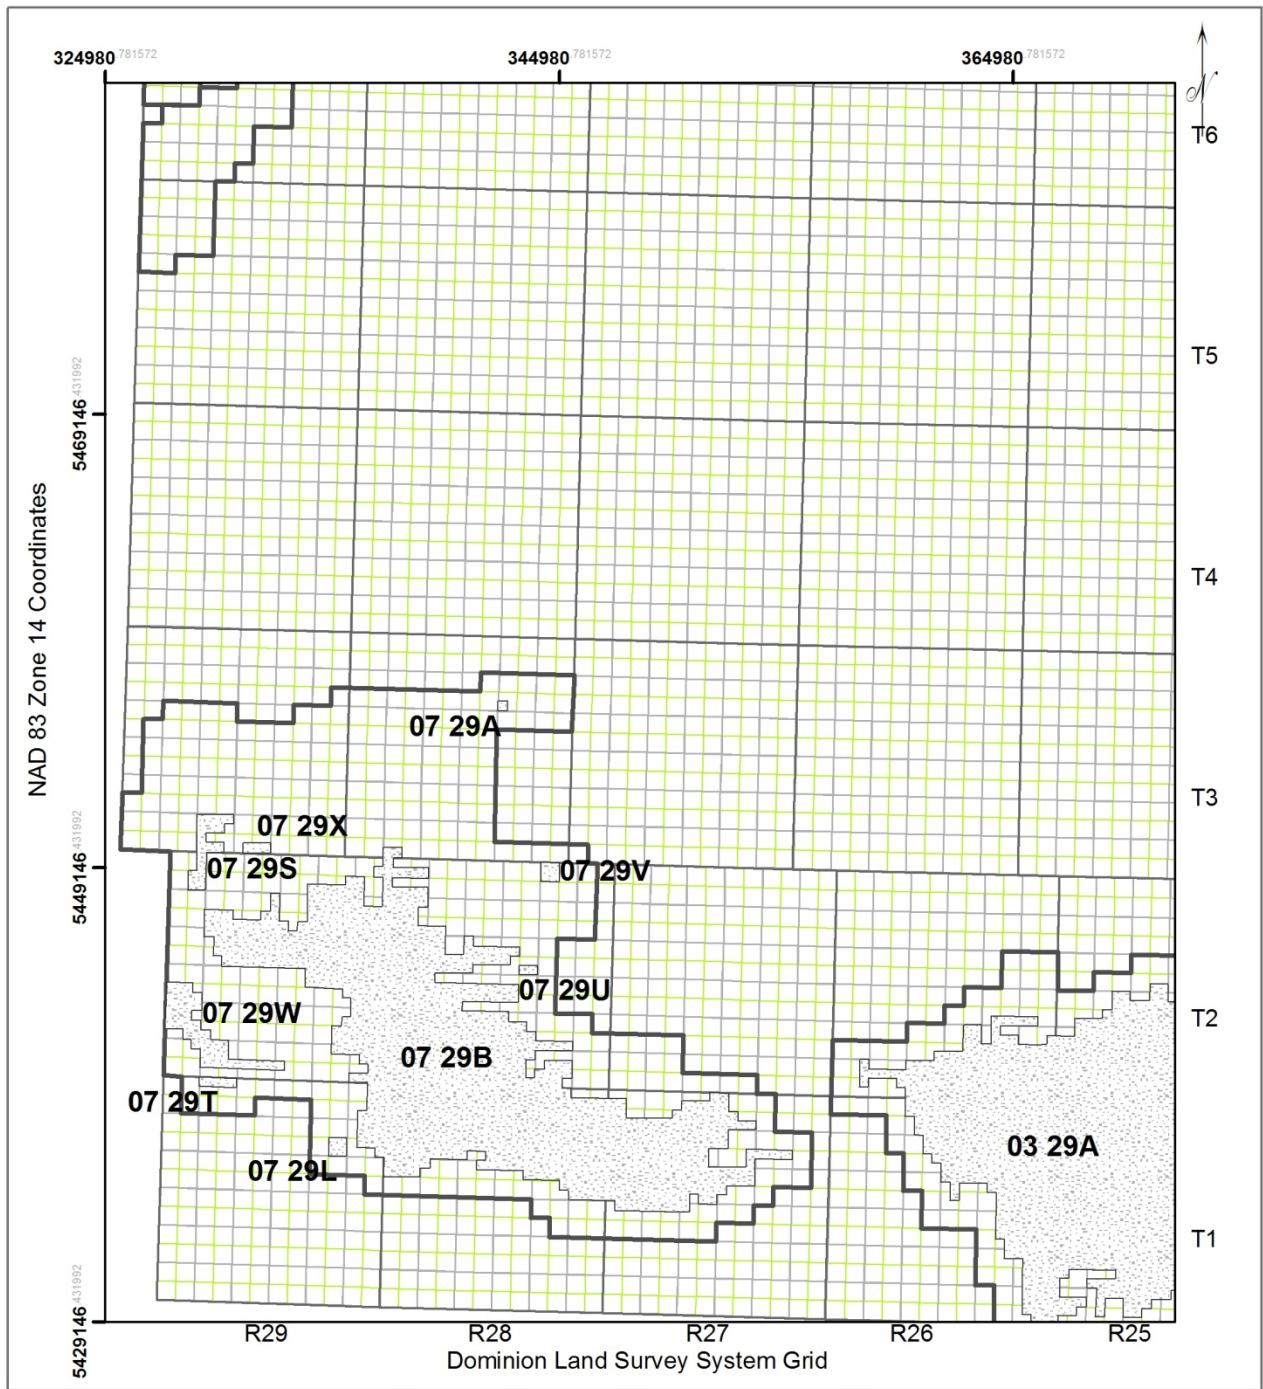 324980.781572 344980.781572 364980.781572
N
T6
T5
5469146.431992
T4
NAD 83 Zone 14 Coordinates
07 29A
T3
07 29X
07 29S
07 29V
5449146.431992
07 29U
07 29W
T2
07 29B
07 29T
03 29A
07 29L
T1
5429146.431992
R29 R28 R27 R26 R25
Dominion Land Survey System Grid